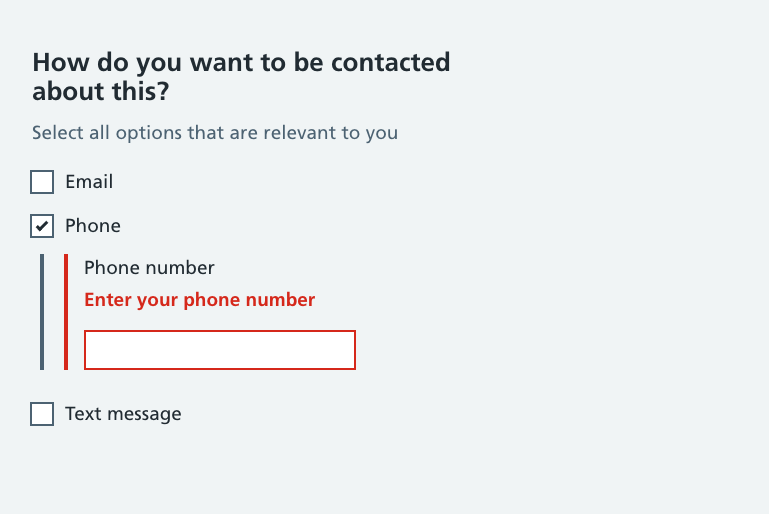 How do you want to be contacted
about this?
Select all options that are relevant to you
Email
Phone
Phone number
Enter your phone number
Text message